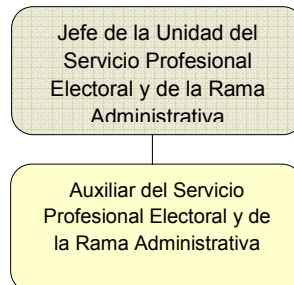 Jefe de la Unidad del
Servicio Profesional
Electoral y de la Rama
Administrativa
Auxiliar del Servicio
Profesional Electoral y de
la Rama Administrativa